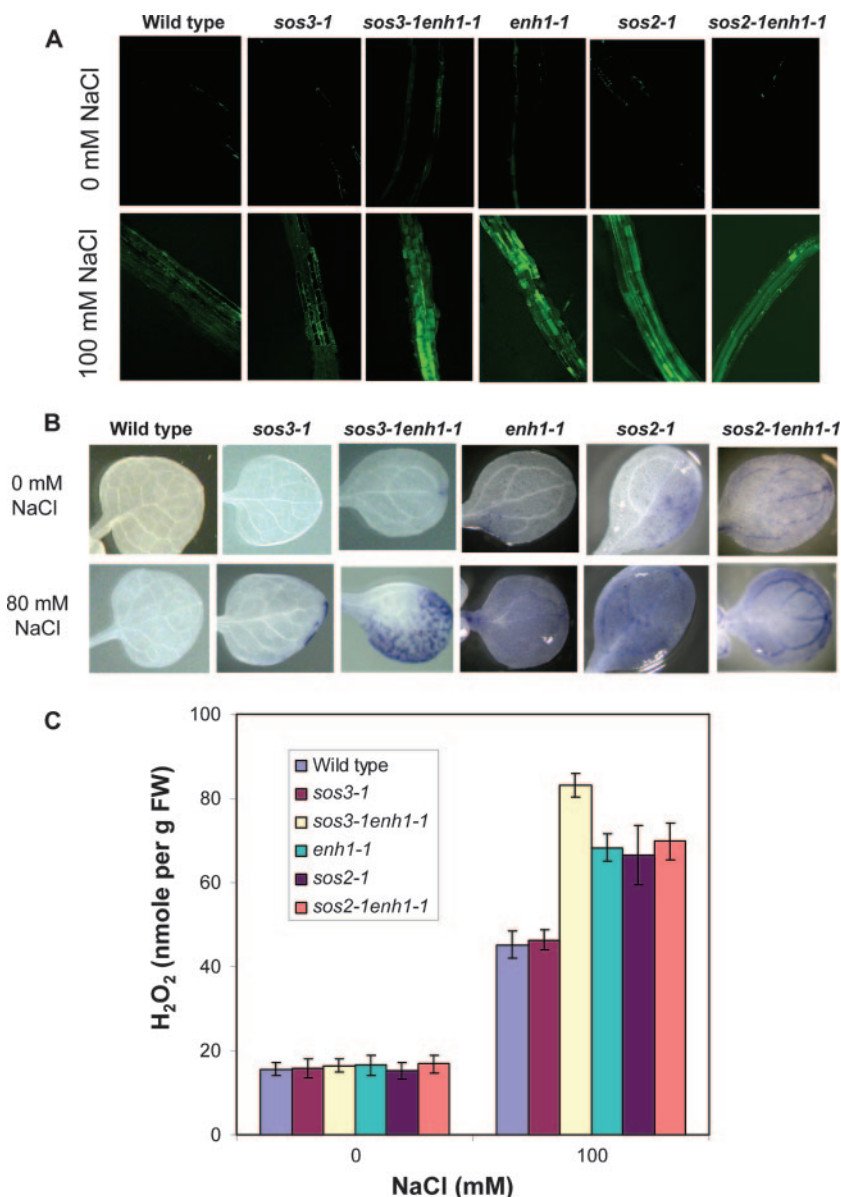 A
Wild type sos3-1 sos3-1enh1-1 enh1-1 sos2-1 sos2-1enh1-1
0 mM NaCl
100 mM NaCl
B
Wild type sos3-1 sos3-1enh1-1 enh1-1 sos2-1 sos2-1enh1-1
0 mM
NaCl
80 mM
NaCl
C
100
80
60
40
20
0
H₂O₂ (nmole per g FW)
Wild type
sos3-1
sos3-1enh1-1
enh1-1
sos2-1
sos2-1enh1-1
0 100
NaCl (mM)